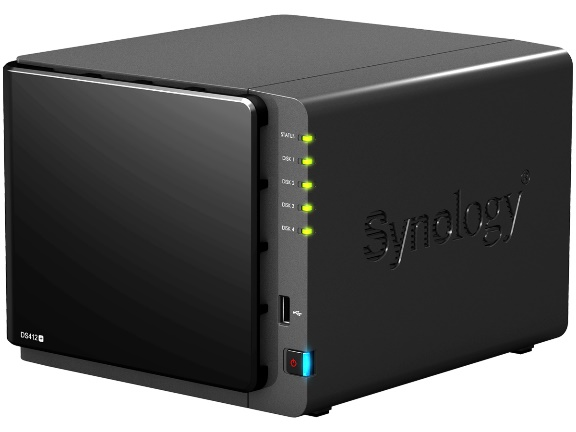 STATUS
DISK 1
DISK 2
DISK 3
DISK 4
Synology®
DS412+